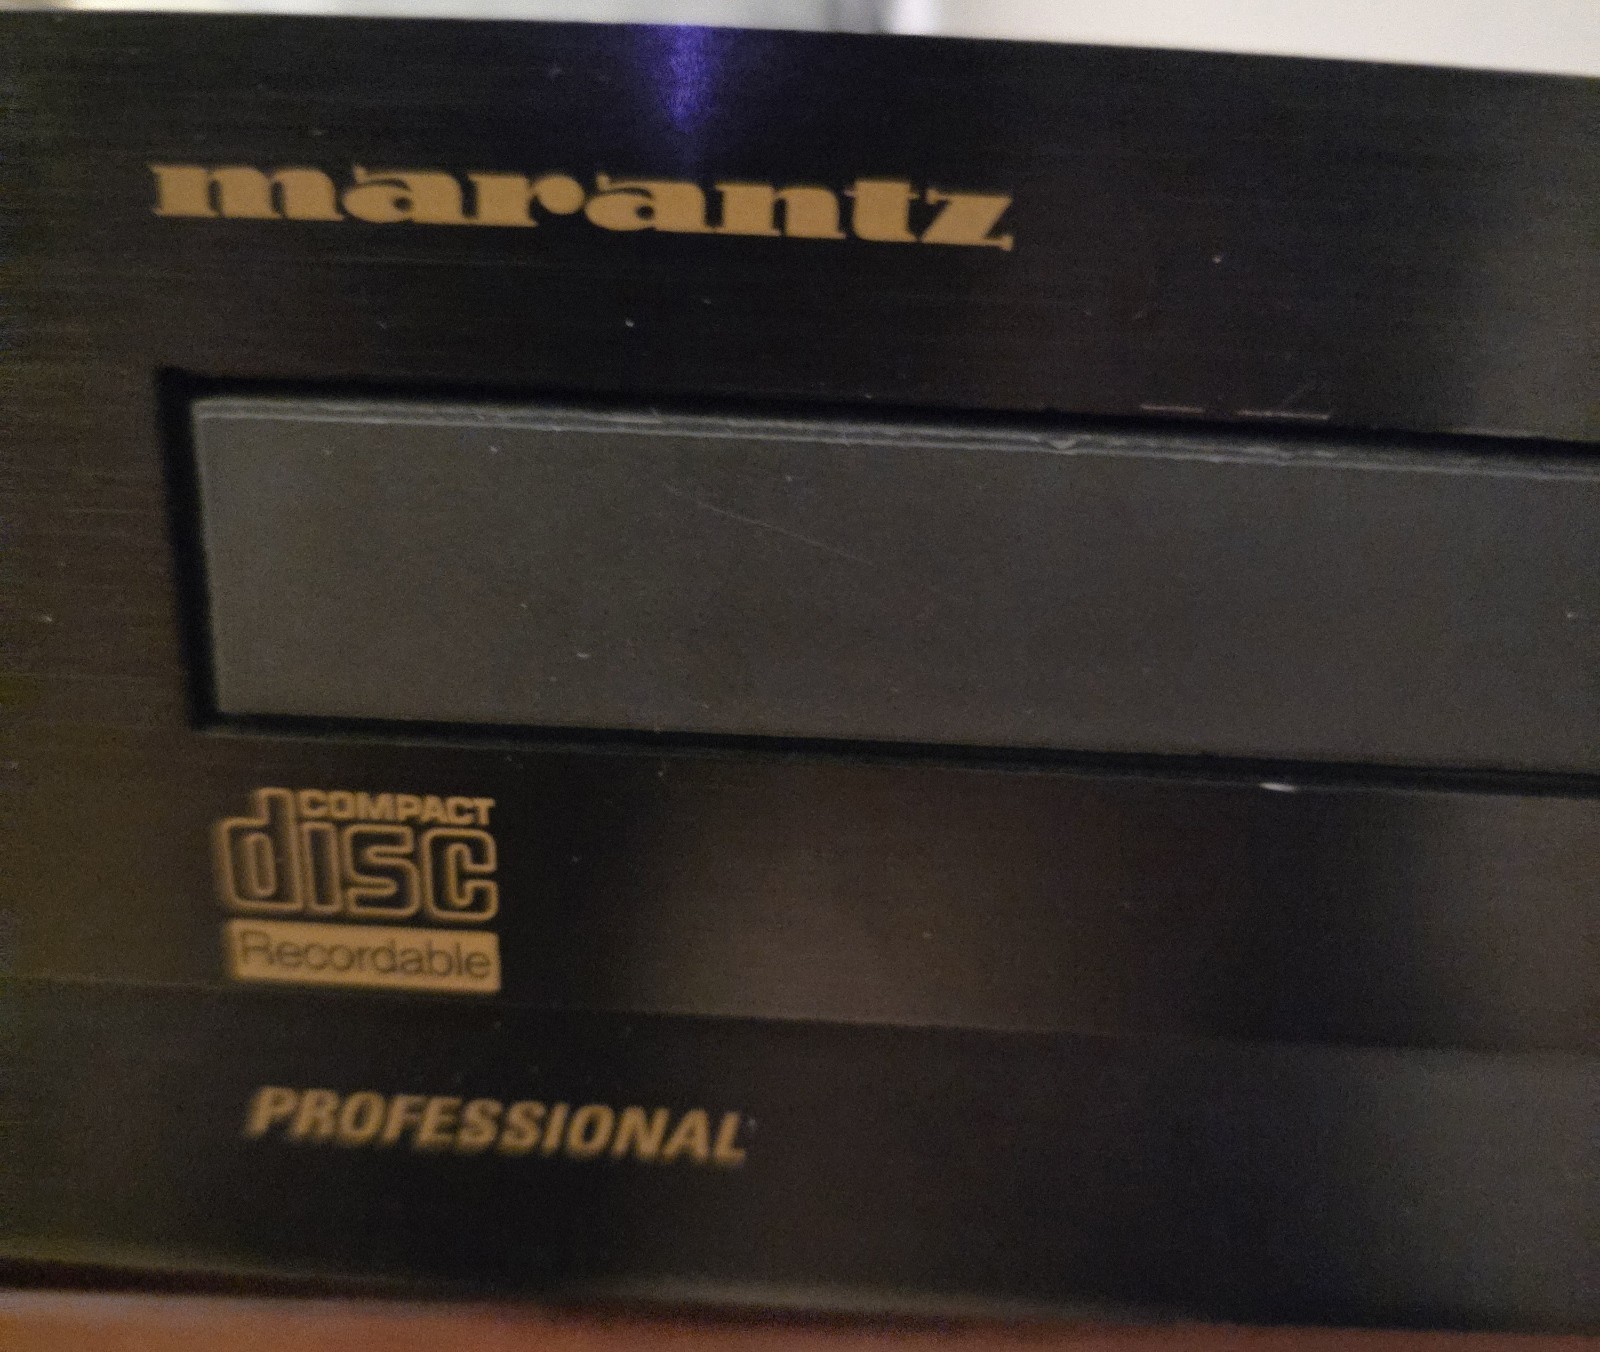 marantz
COMPACT
disc
Recordable
PROFESSIONAL